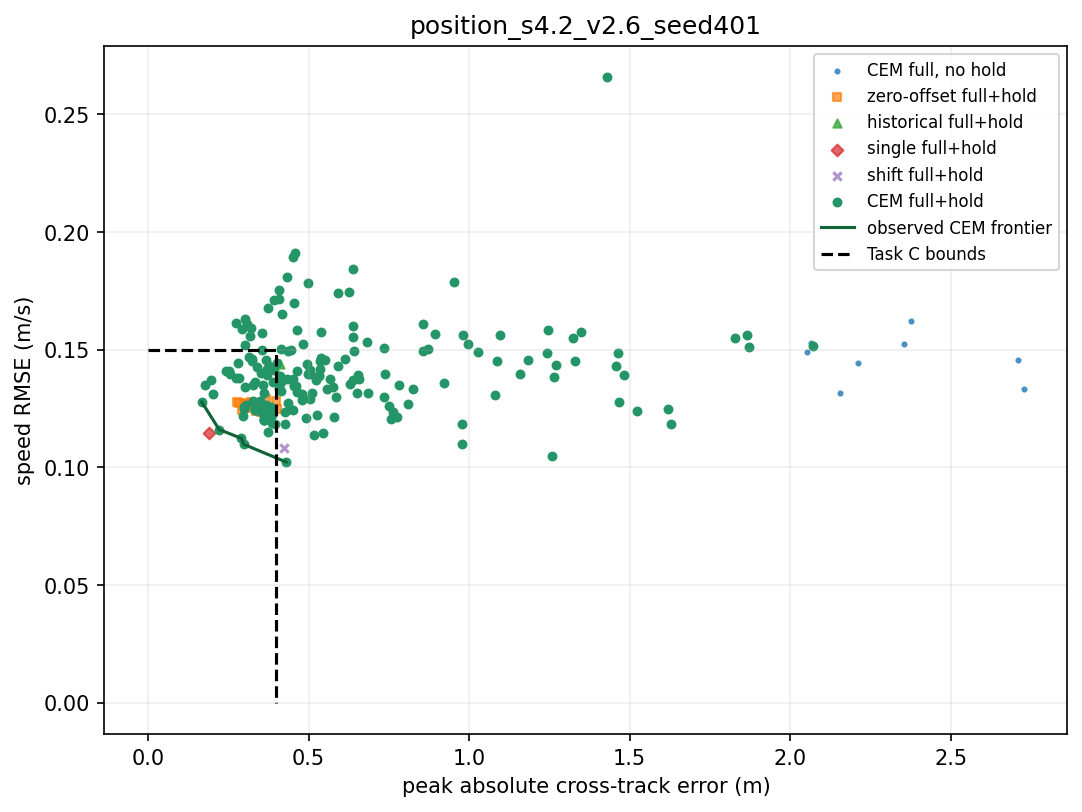 position_s4.2_v2.6_seed401
CEM full, no hold
zero-offset full+hold
historical full+hold
single full+hold
shift full+hold
CEM full+hold
observed CEM frontier
Task C bounds
speed RMSE (m/s)
0.25
0.20
0.15
0.10
0.05
0.00
0.0 0.5 1.0 1.5 2.0 2.5
peak absolute cross-track error (m)